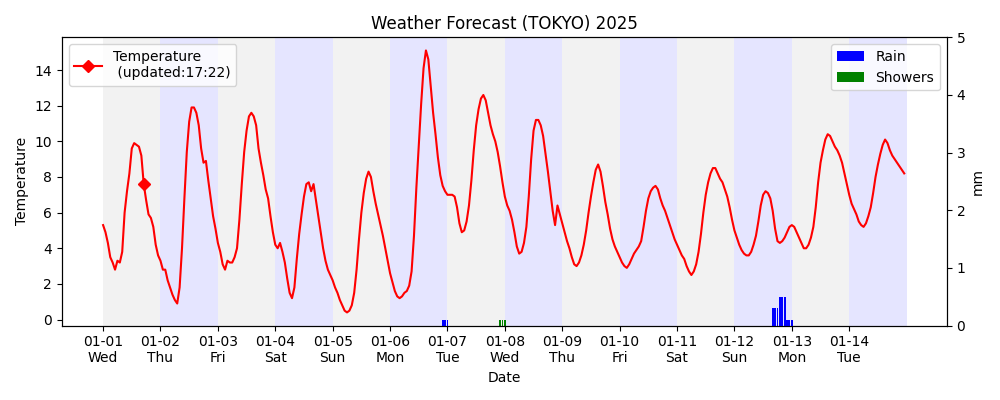 Weather Forecast (TOKYO) 2025
Temperature
(updated:17:22)
Rain
Showers
Temperature
14
12
10
8
6
4
2
0
5
4
3
2
1
0
mm
01-01 01-02 01-03 01-04 01-05 01-06 01-07 01-08 01-09 01-10 01-11 01-12 01-13 01-14
Wed Thu Fri Sat Sun Mon Tue Wed Thu Fri Sat Sun Mon Tue
Date